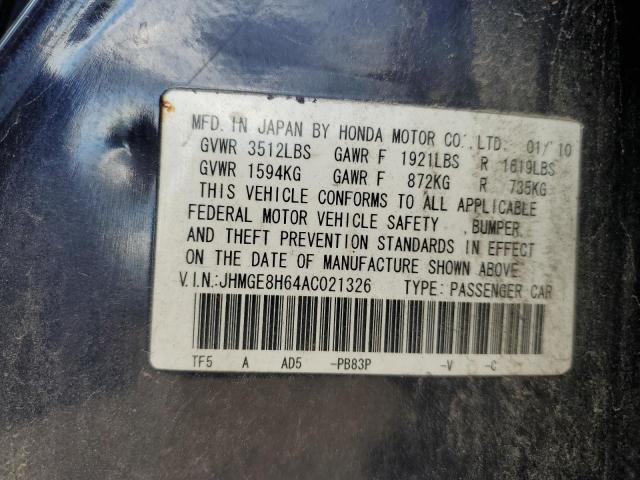 MFD. IN JAPAN BY HONDA MOTOR CO.,LTD. 01/10
GVWR 3512LBS GAWR F 1921LBS R 1619LBS
GVWR 1594KG GAWR F 872KG R 735KG
THIS VEHICLE CONFORMS TO ALL APPLICABLE
FEDERAL MOTOR VEHICLE SAFETY ,BUMPER
AND THEFT PREVENTION STANDARDS IN EFFECT
ON THE DATE OF MANUFACTURE SHOWN ABOVE.
V.I.N.:JHMGE8H64AC021326 TYPE: PASSENGER CAR
TF5 A AD5 -PB83P -V -C